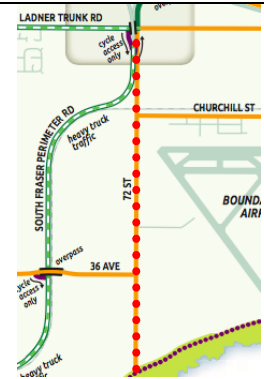 over
LADNER TRUNK RD
cycle
access
only
CHURCHILL ST
heavy truck
traffic
SOUTH FRASER PERIMETER RD
72 ST
BOUNDA
AIRP
overpass
36 AVE
cycle
access
only
heavy truck